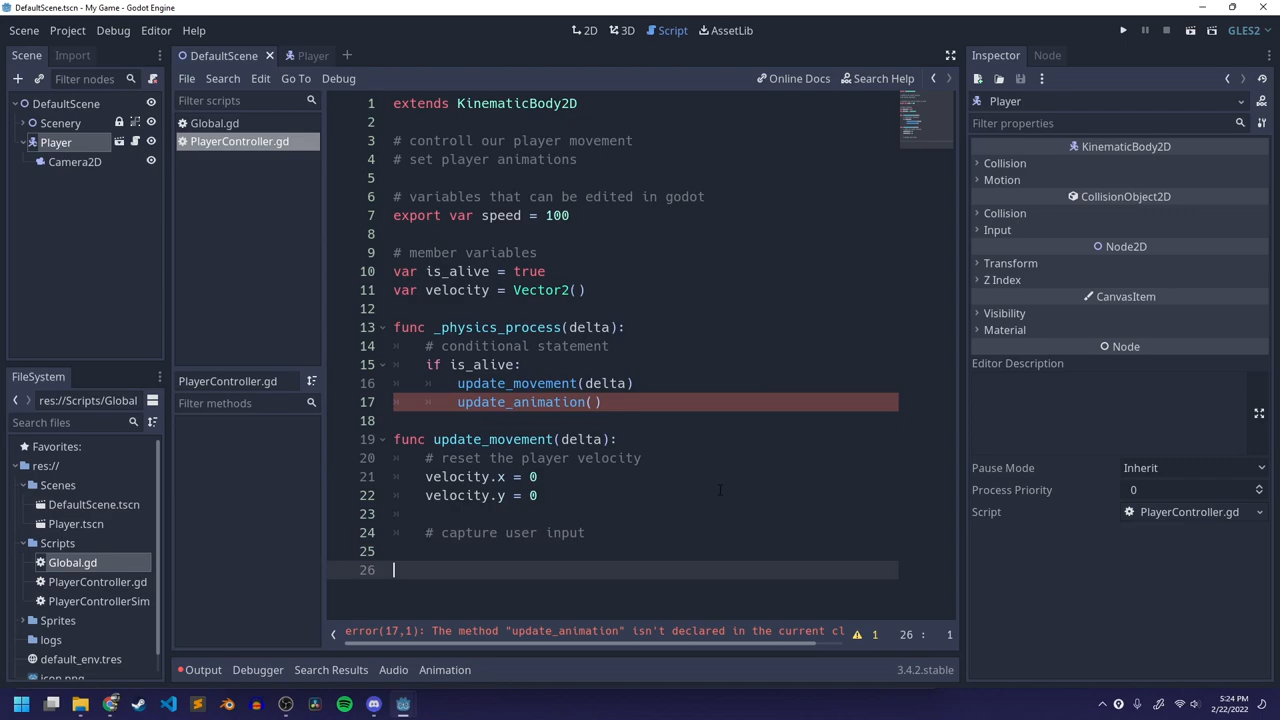 DefaultScene.tscn - My Game - Godot Engine
Scene Project Debug Editor Help
2D 3D Script AssetLib
GLES2
Scene Import
Filter nodes
DefaultScene
Scenery
Player
Camera2D
FileSystem
res://Scripts/Global
Search files
Favorites:
res://
Scenes
DefaultScene.tscn
Player.tscn
Scripts
Global.gd
PlayerController.gd
PlayerControllerSim
Sprites
logs
default_env.tres
icon.png
DefaultScene Player
File Search Edit Go To Debug
Online Docs Search Help
Filter scripts
Global.gd
PlayerController.gd
PlayerController.gd
Filter methods
1 extends KinematicBody2D
2
3 # controll our player movement
4 # set player animations
5
6 # variables that can be edited in godot
7 export var speed = 100
8
9 # member variables
10 var is_alive = true
11 var velocity = Vector2()
12
13 func _physics_process(delta):
14 # conditional statement
15 if is_alive:
16 update_movement(delta)
17 update_animation()
18
19 func update_movement(delta):
20 # reset the player velocity
21 velocity.x = 0
22 velocity.y = 0
23
24 # capture user input
25
26
error(17,1): The method "update_animation" isn't declared in the current cl
1 26 : 1
Output Debugger Search Results Audio Animation
3.4.2.stable
Inspector Node
Player
Filter properties
KinematicBody2D
Collision
Motion
CollisionObject2D
Collision
Input
Node2D
Transform
Z Index
CanvasItem
Visibility
Material
Node
Editor Description
Pause Mode Inherit
Process Priority 0
Script PlayerController.gd
5:24 PM
2/22/2022